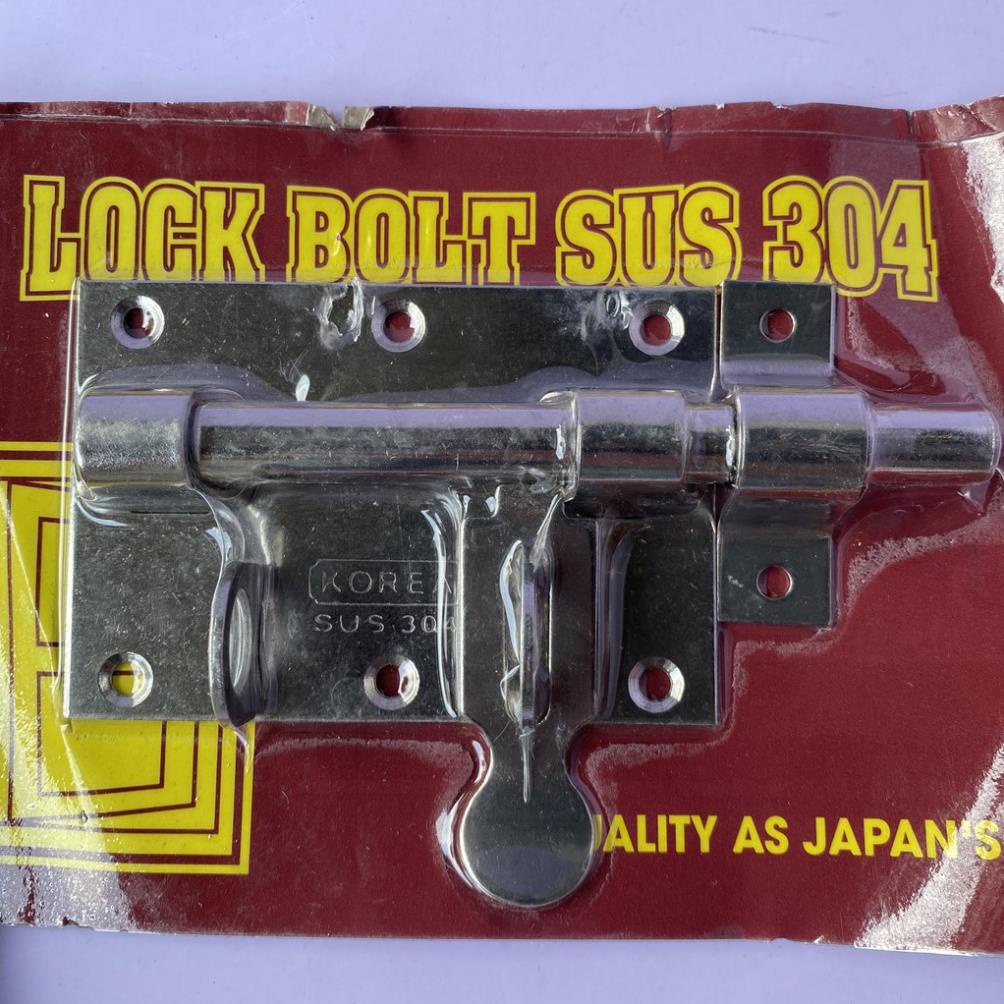 LOCK BOLT SUS 304
KOREA
SUS 304
ALITY AS JAPAN'S